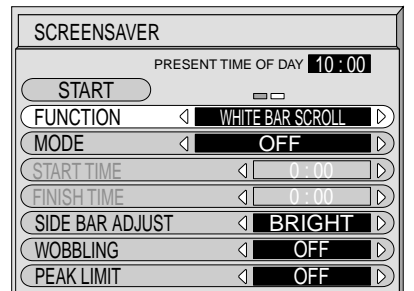 SCREENSAVER
PRESENT TIME OF DAY 10 : 00
START
FUNCTION WHITE BAR SCROLL
MODE OFF
START TIME 0 : 00
FINISH TIME 0 : 00
SIDE BAR ADJUST BRIGHT
WOBBLING OFF
PEAK LIMIT OFF